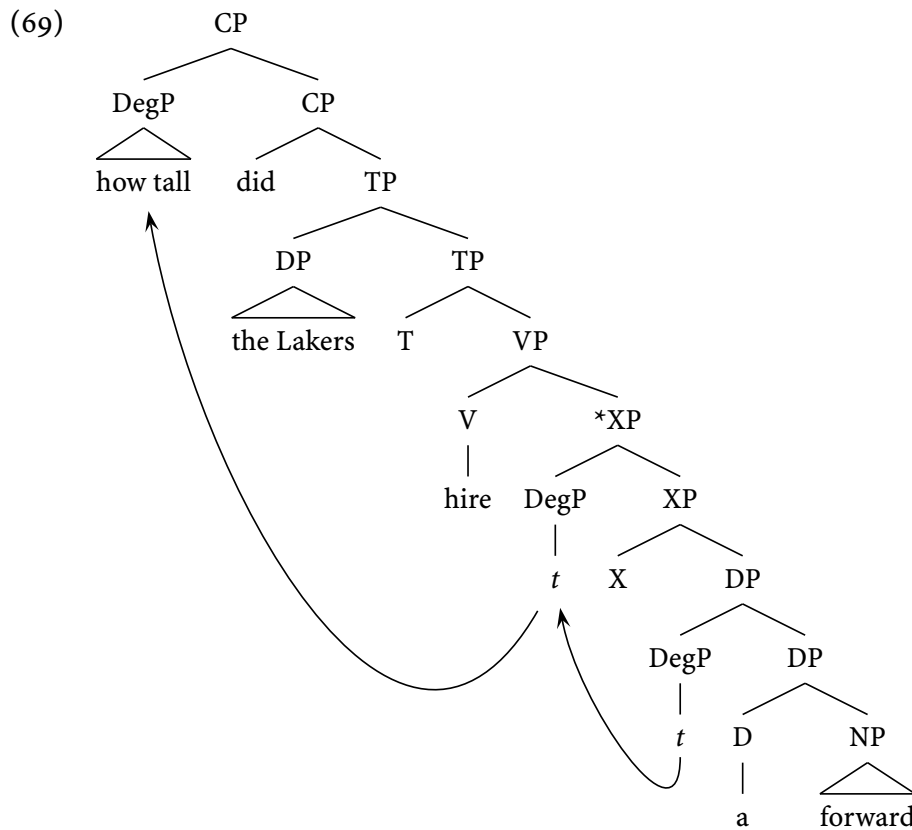 (69) CP
DegP CP
how tall did TP
DP TP
the Lakers T VP
V *XP
hire DegP XP
t X DP
DegP DP
t D NP
a forward